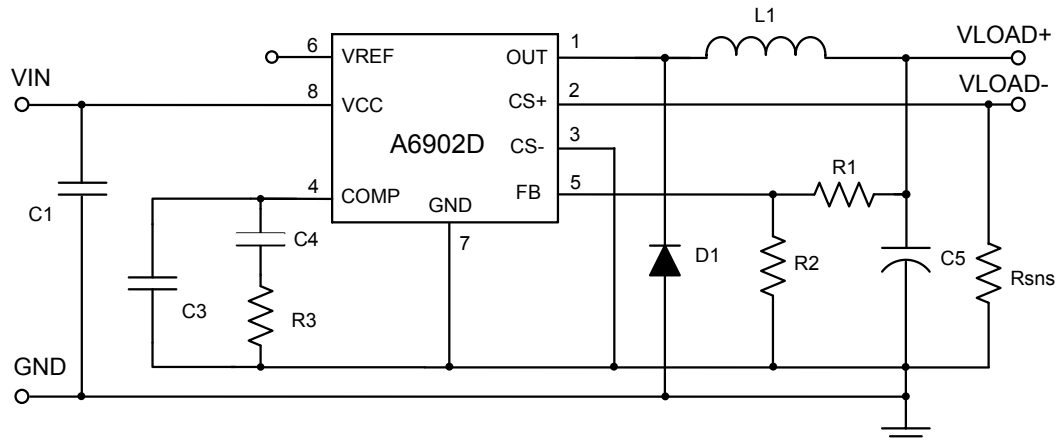 L1
VLOAD+
6
VREF
OUT
1
VIN
VLOAD-
8
VCC
CS+
2
A6902D
CS-
3
R1
4
COMP
FB
5
GND
7
C1
C4
D1
R2
C5
Rsns
C3
R3
GND